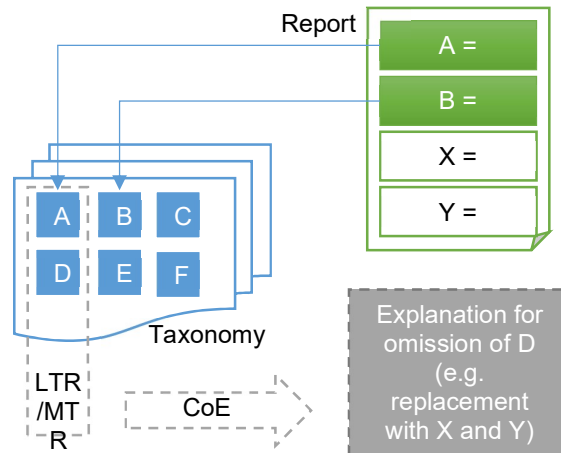 Report
A =
B =
X =
Y =
A B C
D E F
Taxonomy
LTR
/MT
R
CoE
Explanation for
omission of D
(e.g.
replacement
with X and Y)